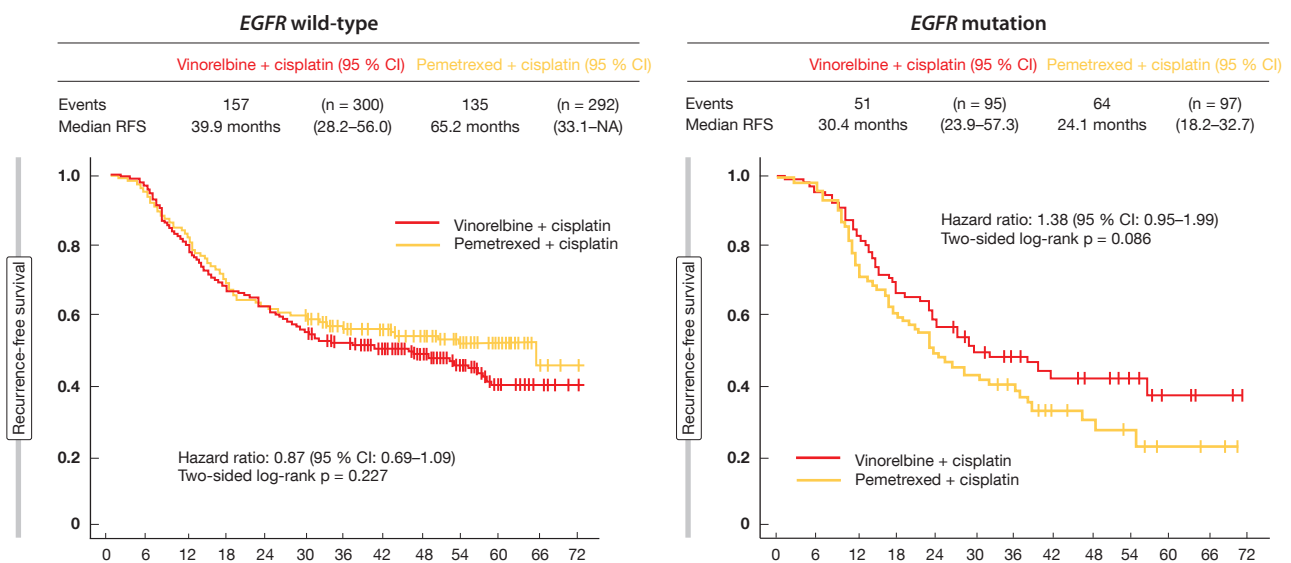 EGFR wild-type
Vinorelbine + cisplatin (95 % CI) Pemetrexed + cisplatin (95 % CI)
Events 157 (n = 300) 135 (n = 292)
Median RFS 39.9 months (28.2–56.0) 65.2 months (33.1–NA)
Recurrence-free survival
1.0
0.8
0.6
0.4
0.2
0
Vinorelbine + cisplatin
Pemetrexed + cisplatin
Hazard ratio: 0.87 (95 % CI: 0.69–1.09)
Two-sided log-rank p = 0.227
0 6 12 18 24 30 36 42 48 54 60 66 72
EGFR mutation
Vinorelbine + cisplatin (95 % CI) Pemetrexed + cisplatin (95 % CI)
Events 51 (n = 95) 64 (n = 97)
Median RFS 30.4 months (23.9–57.3) 24.1 months (18.2–32.7)
Recurrence-free survival
1.0
0.8
0.6
0.4
0.2
0
Hazard ratio: 1.38 (95 % CI: 0.95–1.99)
Two-sided log-rank p = 0.086
Vinorelbine + cisplatin
Pemetrexed + cisplatin
0 6 12 18 24 30 36 42 48 54 60 66 72